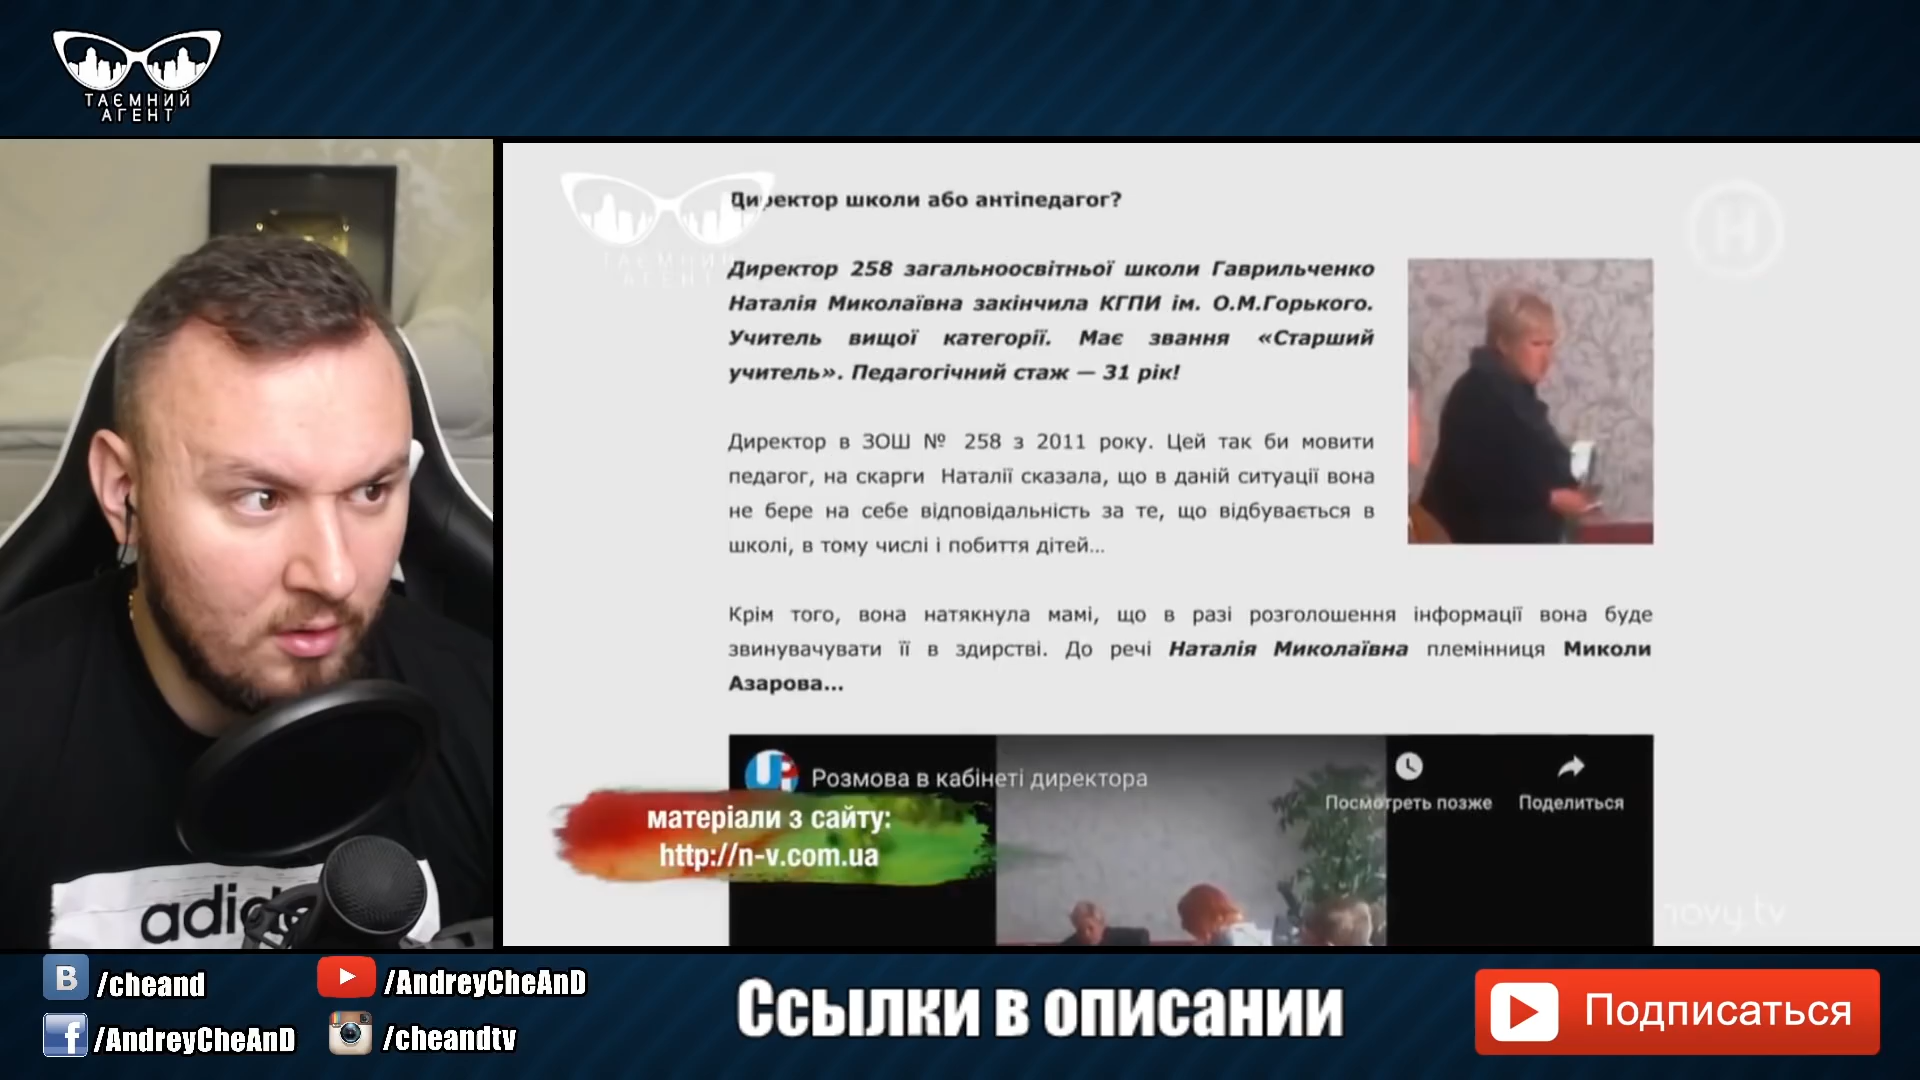 ТАЄМНИЙ
АГЕНТ
Директор школи або антіпедагог?
ТАЄМНИЙ
АГЕНТ
Н
Директор 258 загальноосвітньої школи Гаврильченко
Наталія Миколаївна закінчила КГПИ ім. О.М.Горького.
Учитель вищої категорії. Має звання «Старший
учитель». Педагогічний стаж — 31 рік!
Директор в ЗОШ № 258 з 2011 року. Цей так би мовити
педагог, на скарги Наталії сказала, що в даній ситуації вона
не бере на себе відповідальність за те, що відбувається в
школі, в тому числі і побиття дітей...
Крім того, вона натякнула мамі, що в разі розголошення інформації вона буде
звинувачувати її в здирстві. До речі Наталія Миколаївна племінниця Миколи
Азарова...
Розмова в кабінеті директора
Посмотреть позже
Поделиться
матеріали з сайту:
http://n-v.com.ua
novy.tv
adidas
B /cheand
/AndreyCheAnD
f /AndreyCheAnD
/cheandtv
Ссылки в описании
Подписаться